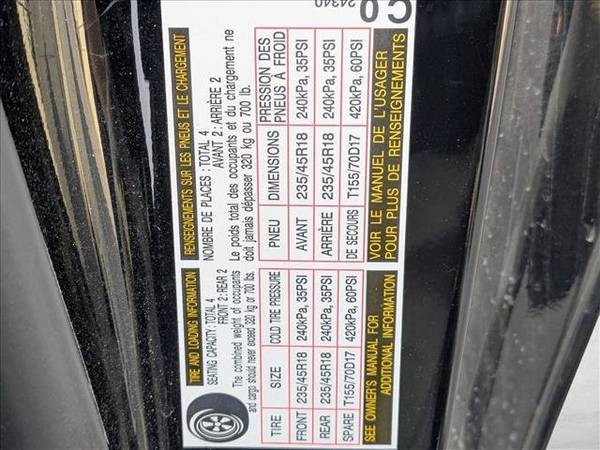 TIRE AND LOADING INFORMATION
SEATING CAPACITY : TOTAL 4
FRONT 2 : REAR 2
The combined weight of occupants
and cargo should never exceed 320 kg or 700 lbs.
TIRE SIZE COLD TIRE PRESSURE
FRONT 235/45R18 240kPa, 35PSI
REAR 235/45R18 240kPa, 35PSI
SPARE T155/70D17 420kPa, 60PSI
SEE OWNER'S MANUAL FOR
ADDITIONAL INFORMATION
RENSEIGNEMENTS SUR LES PNEUS ET LE CHARGEMENT
NOMBRE DE PLACES : TOTAL 4
AVANT 2 : ARRIÈRE 2
Le poids total des occupants et du chargement ne
doit jamais dépasser 320 kg ou 700 lb.
PNEU DIMENSIONS PRESSION DES
PNEUS À FROID
AVANT 235/45R18 240kPa, 35PSI
ARRIÈRE 235/45R18 240kPa, 35PSI
DE SECOURS T155/70D17 420kPa, 60PSI
VOIR LE MANUEL DE L'USAGER
POUR PLUS DE RENSEIGNEMENTS
24340